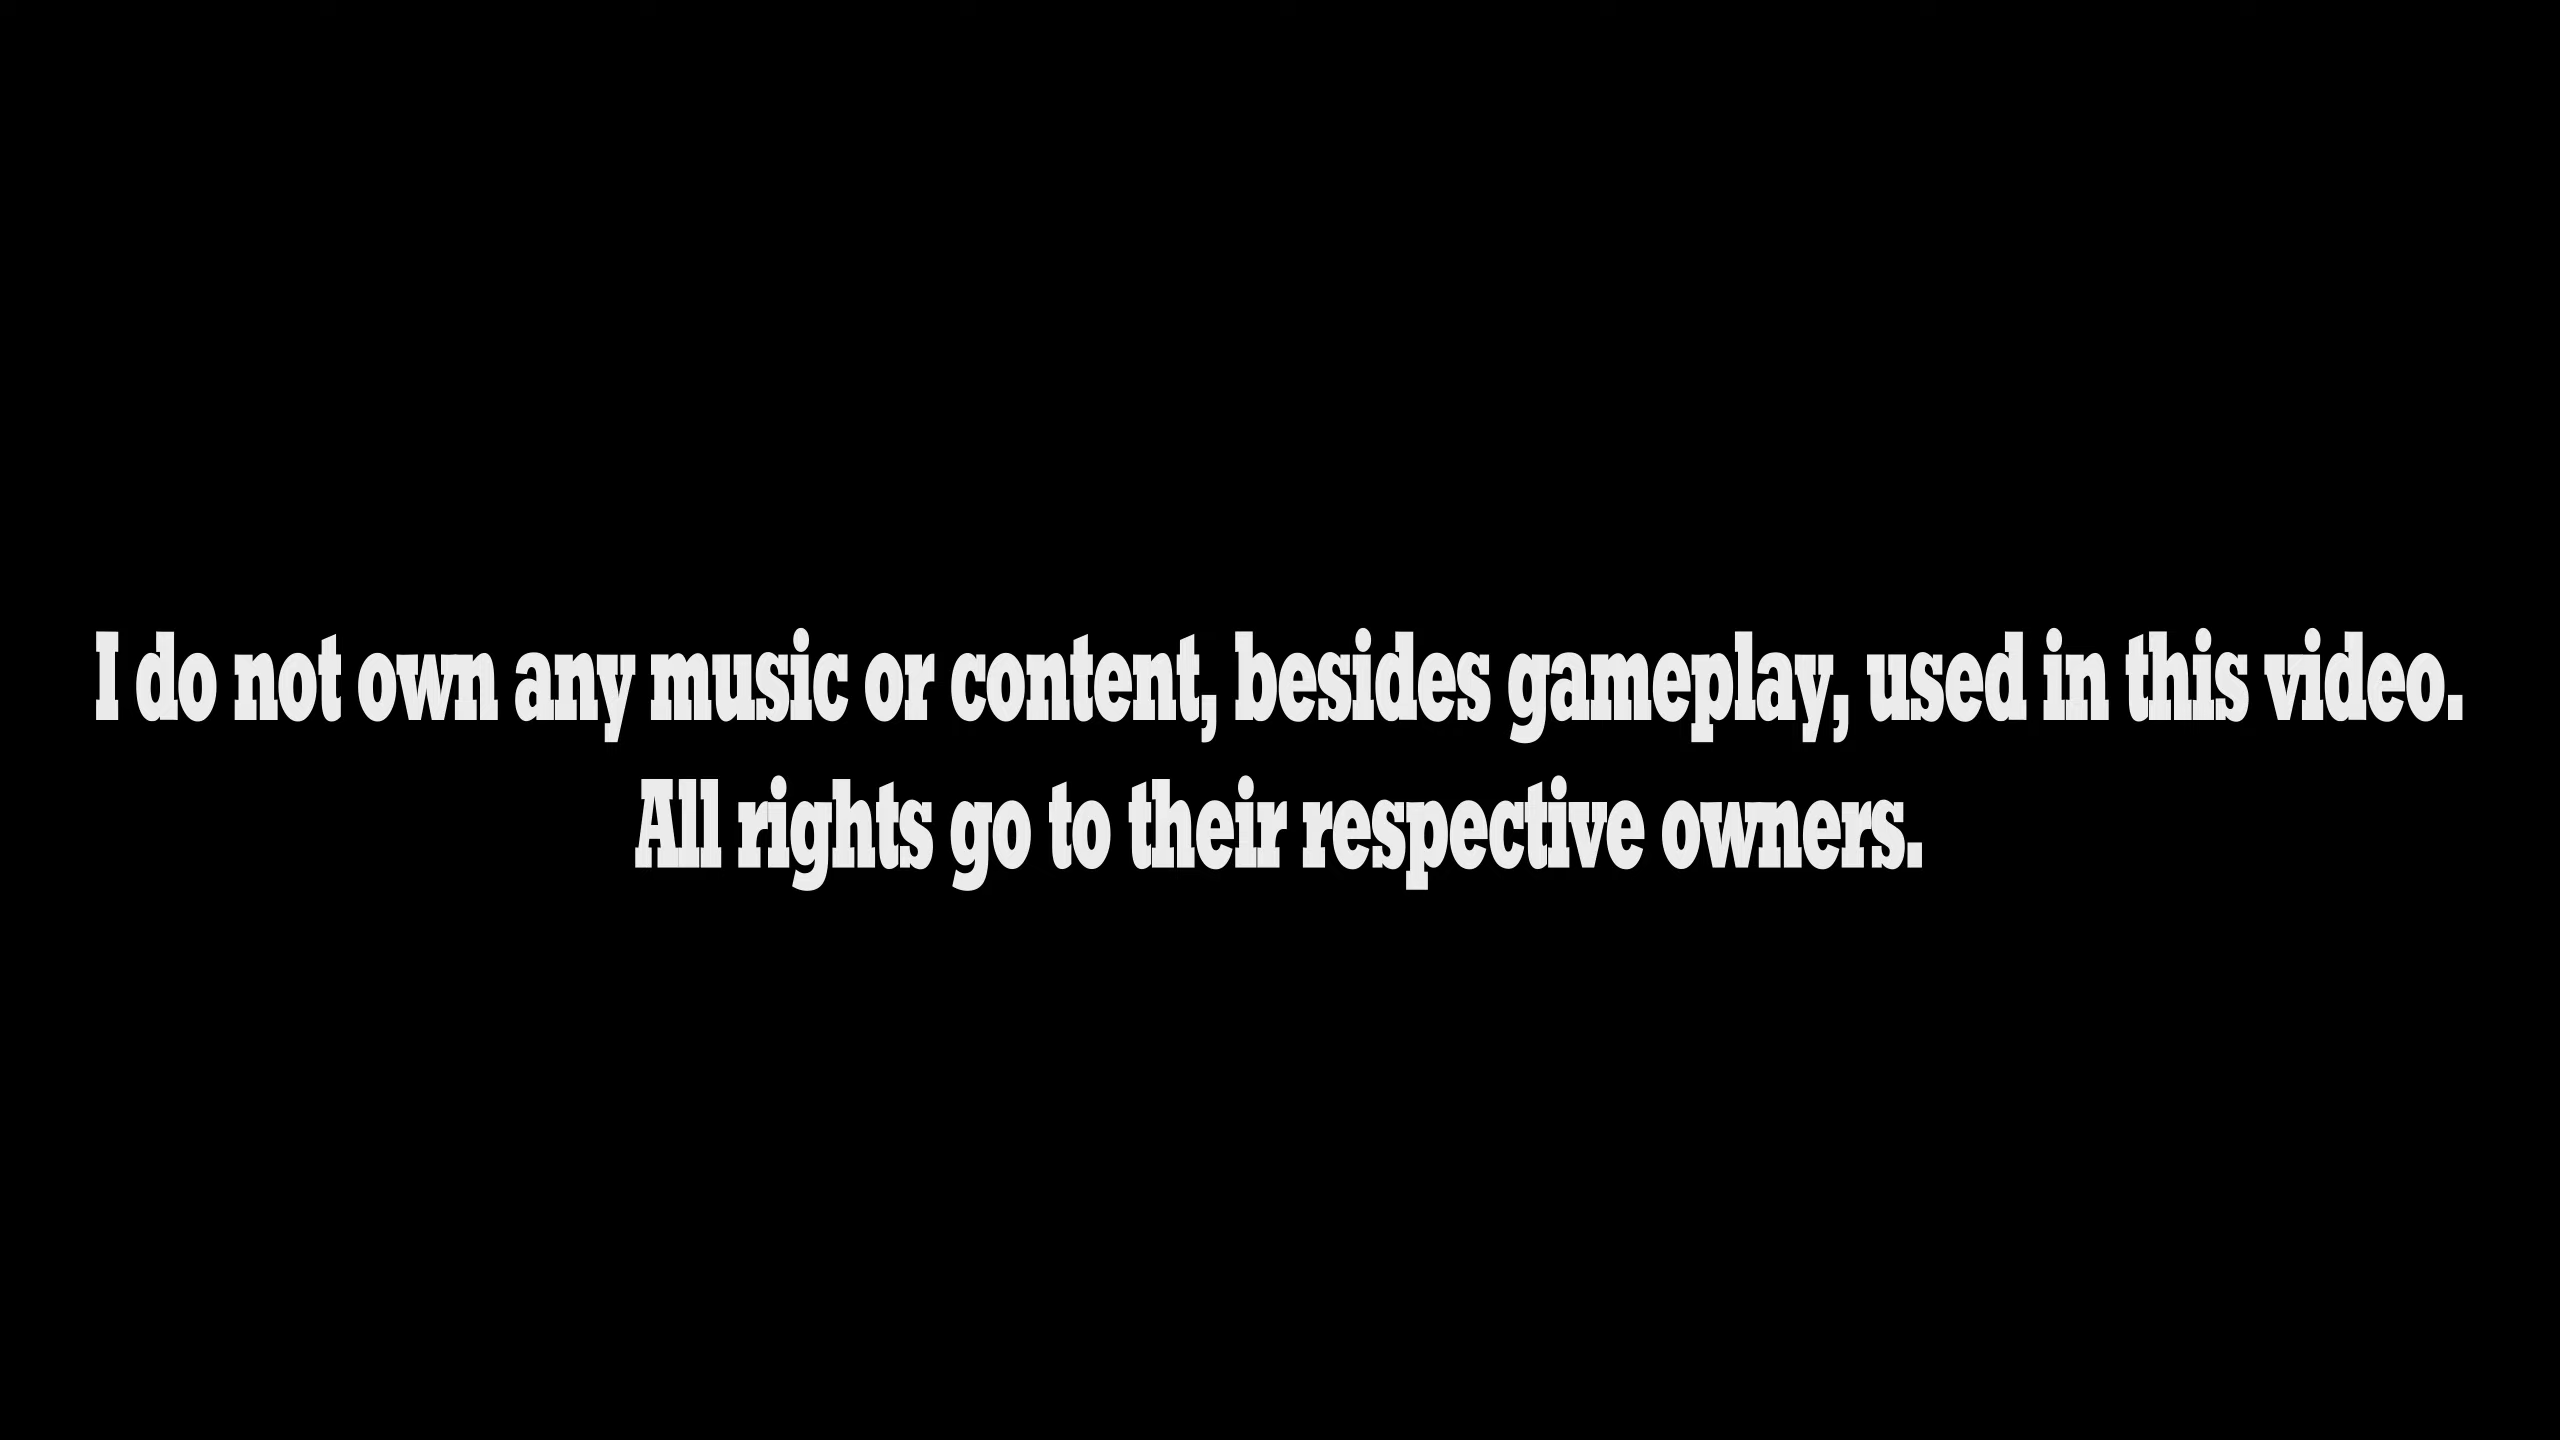 I do not own any music or content, besides gameplay, used in this video.
All rights go to their respective owners.